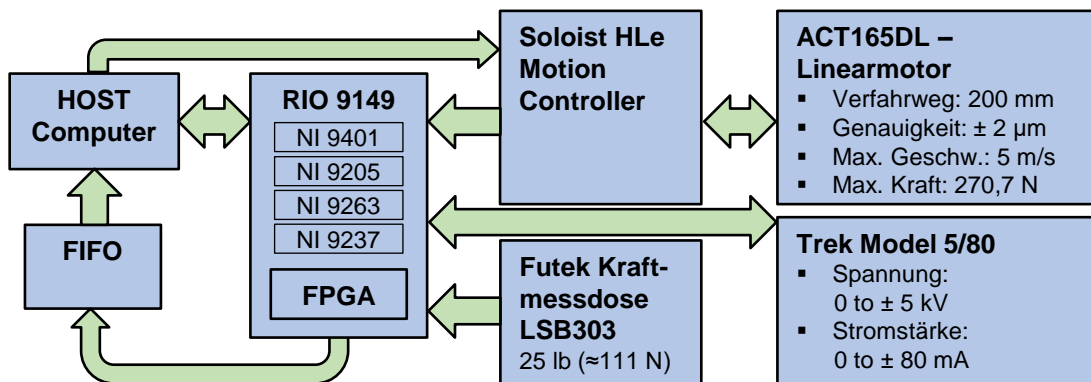 HOST
Computer
FIFO
RIO 9149
NI 9401
NI 9205
NI 9263
NI 9237
FPGA
Soloist HLe
Motion
Controller
Futek Kraft-
messdose
LSB303
25 lb (≈111 N)
ACT165DL –
Linearmotor
▪ Verfahrweg: 200 mm
▪ Genauigkeit: ± 2 µm
▪ Max. Geschw.: 5 m/s
▪ Max. Kraft: 270,7 N
Trek Model 5/80
▪ Spannung:
0 to ± 5 kV
▪ Stromstärke:
0 to ± 80 mA